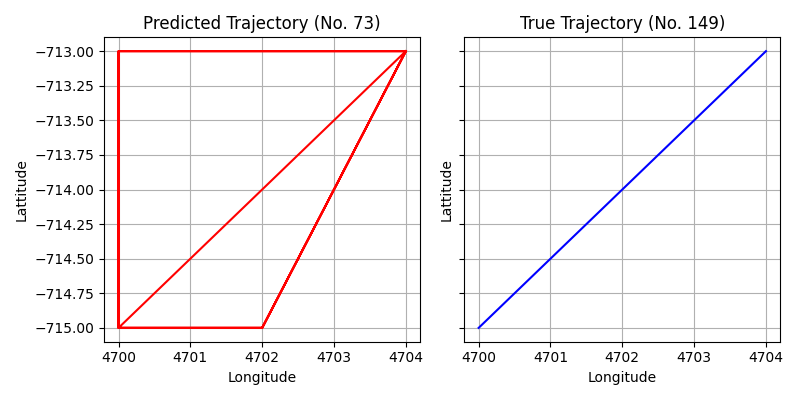 Predicted Trajectory (No. 73)
True Trajectory (No. 149)
Lattitude
−713.00
−713.25
−713.50
−713.75
−714.00
−714.25
−714.50
−714.75
−715.00
4700 4701 4702 4703 4704
Longitude
Lattitude
4700 4701 4702 4703 4704
Longitude